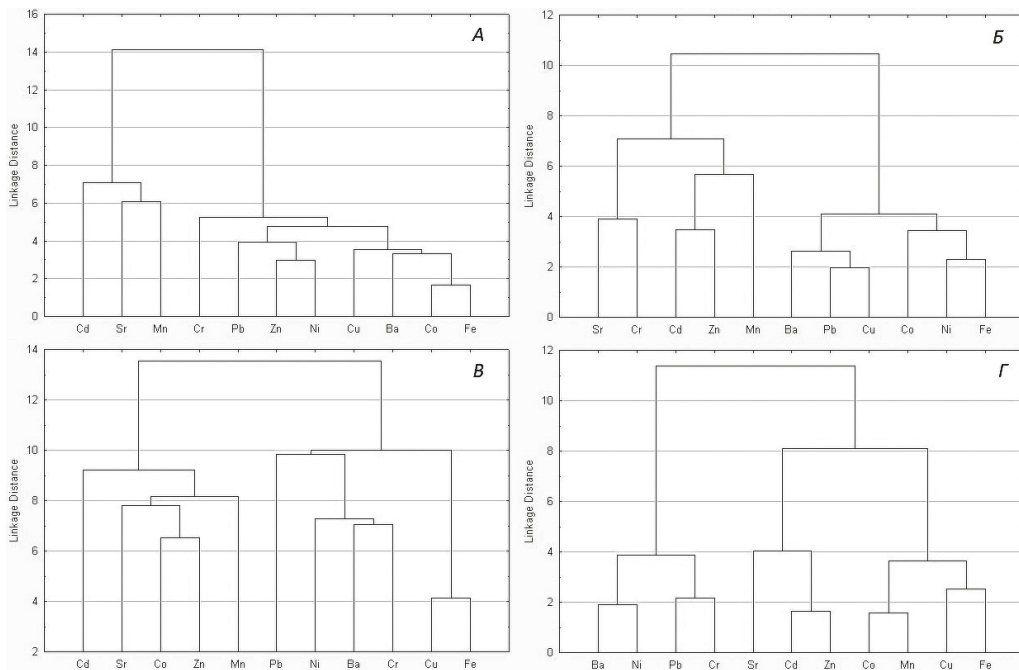 А
Linkage Distance
16
14
12
10
8
6
4
2
0
Cd Sr Mn Cr Pb Zn Ni Cu Ba Co Fe
Б
Linkage Distance
12
10
8
6
4
2
0
Sr Cr Cd Zn Mn Ba Pb Cu Co Ni Fe
В
Linkage Distance
14
12
10
8
6
4
2
Cd Sr Co Zn Mn Pb Ni Ba Cr Cu Fe
Г
Linkage Distance
12
10
8
6
4
2
0
Ba Ni Pb Cr Sr Cd Zn Co Mn Cu Fe